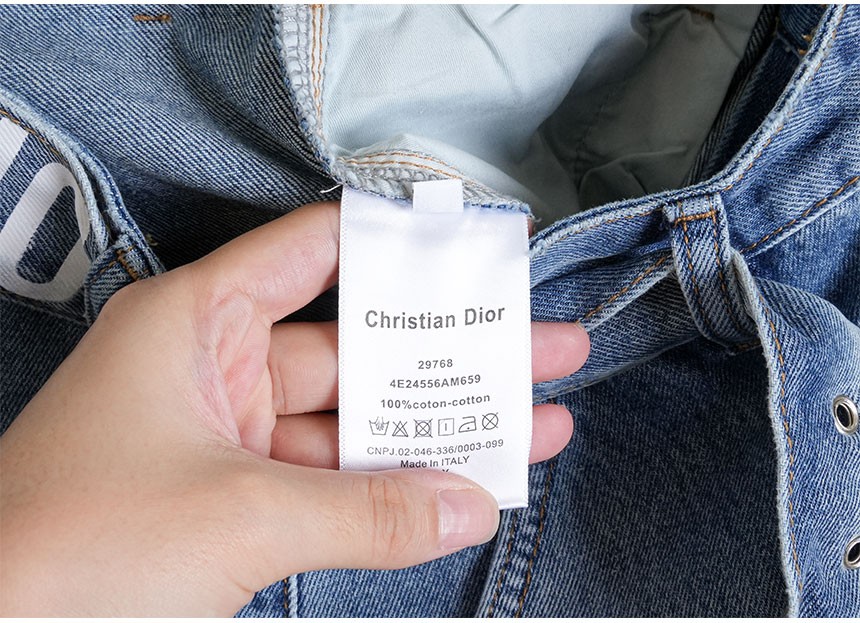 Christian Dior
29768
4E24556AM659
100%coton-cotton
CNPJ.02-046-336/0003-099
Made In ITALY